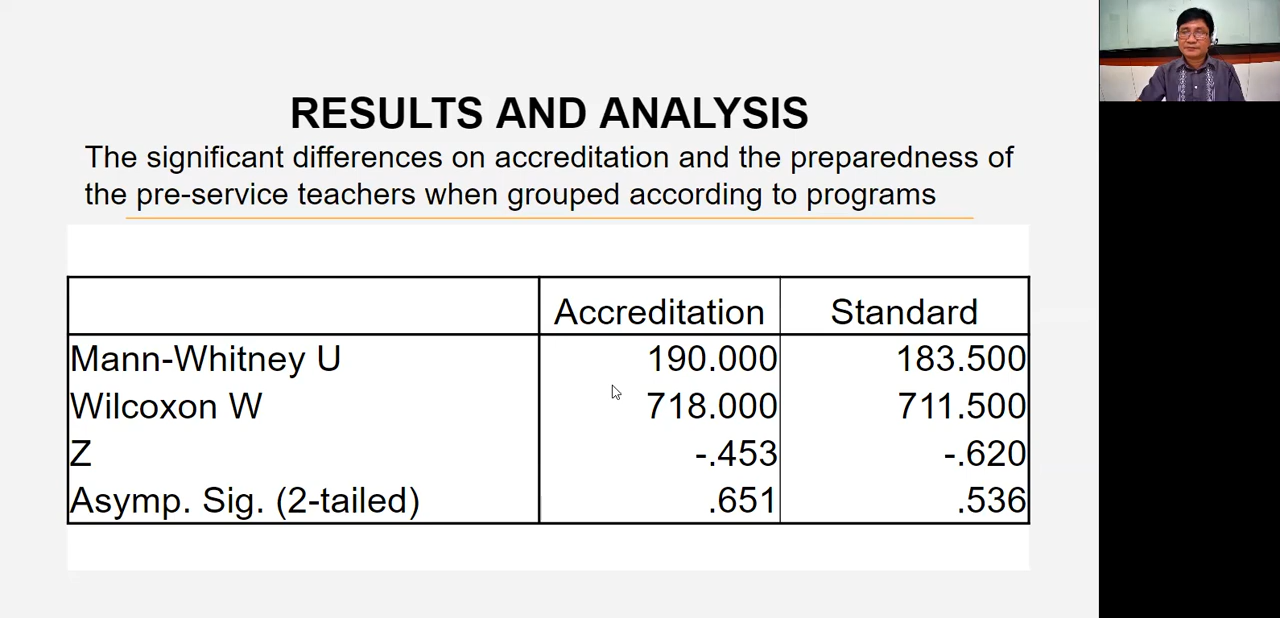 RESULTS AND ANALYSIS
The significant differences on accreditation and the preparedness of
the pre-service teachers when grouped according to programs
Accreditation Standard
Mann-Whitney U 190.000 183.500
Wilcoxon W 718.000 711.500
Z -.453 -.620
Asymp. Sig. (2-tailed) .651 .536